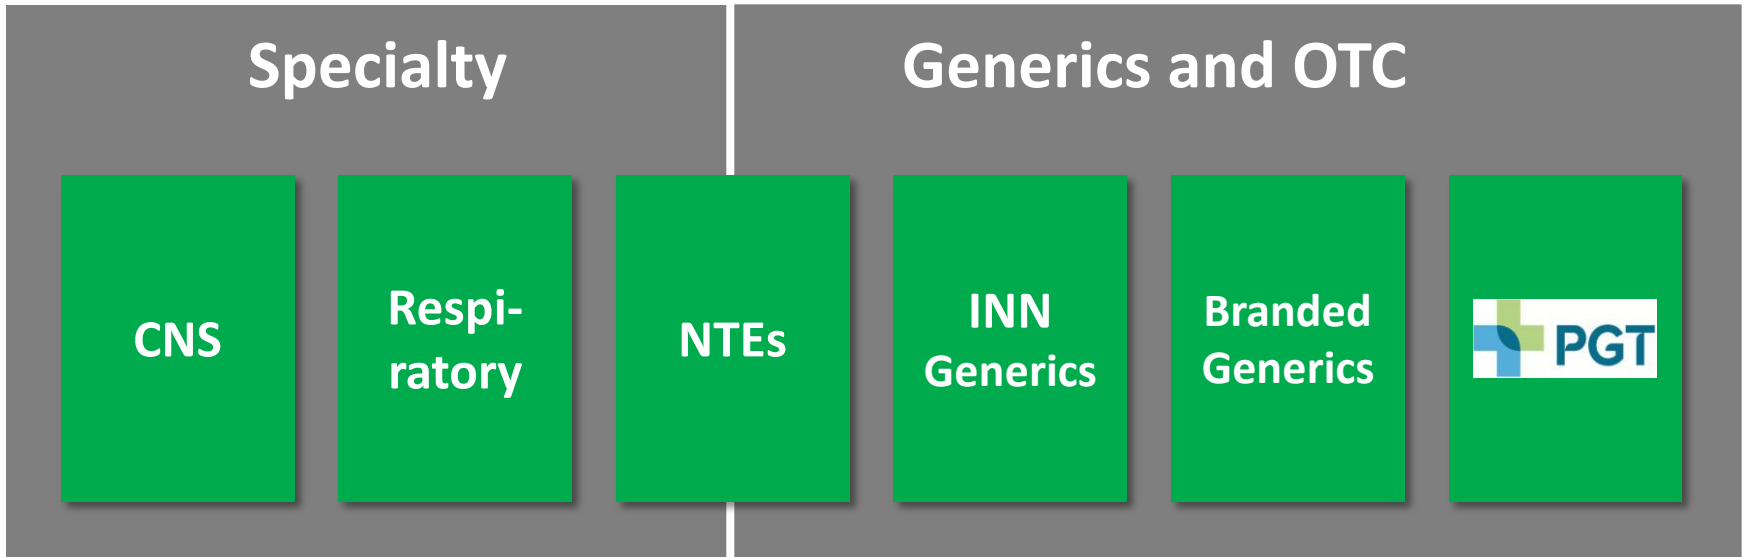 Specialty
Generics and OTC
CNS
Respi-
ratory
NTEs
INN
Generics
Branded
Generics
PGT